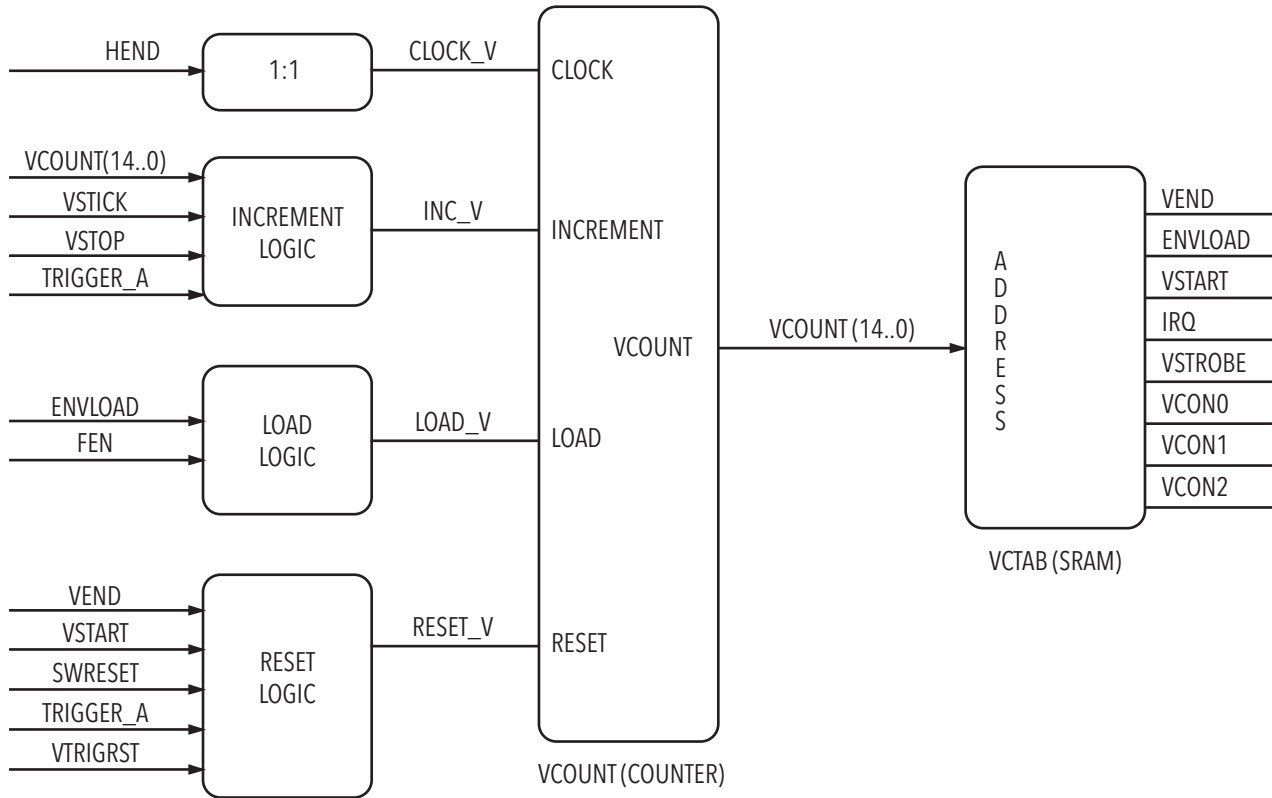 HEND
1:1
CLOCK_V
CLOCK
VCOUNT(14..0)
VSTICK
VSTOP
TRIGGER_A
INCREMENT
LOGIC
INC_V
INCREMENT
VCOUNT
VCOUNT (14..0)
ENVLOAD
FEN
LOAD
LOGIC
LOAD_V
LOAD
VEND
VSTART
SWRESET
TRIGGER_A
VTRIGRST
RESET
LOGIC
RESET_V
RESET
VCOUNT (COUNTER)
A
D
D
R
E
S
S
VEND
ENVLOAD
VSTART
IRQ
VSTROBE
VCON0
VCON1
VCON2
VCTAB (SRAM)